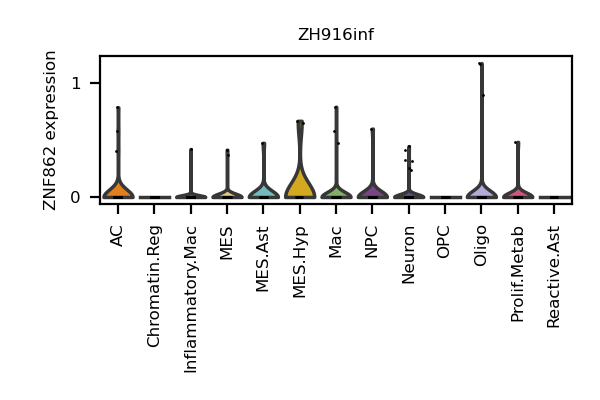 ZH916inf
ZNF862 expression
1
0
AC
Chromatin.Reg
Inflammatory.Mac
MES
MES.Ast
MES.Hyp
Mac
NPC
Neuron
OPC
Oligo
Prolif.Metab
Reactive.Ast